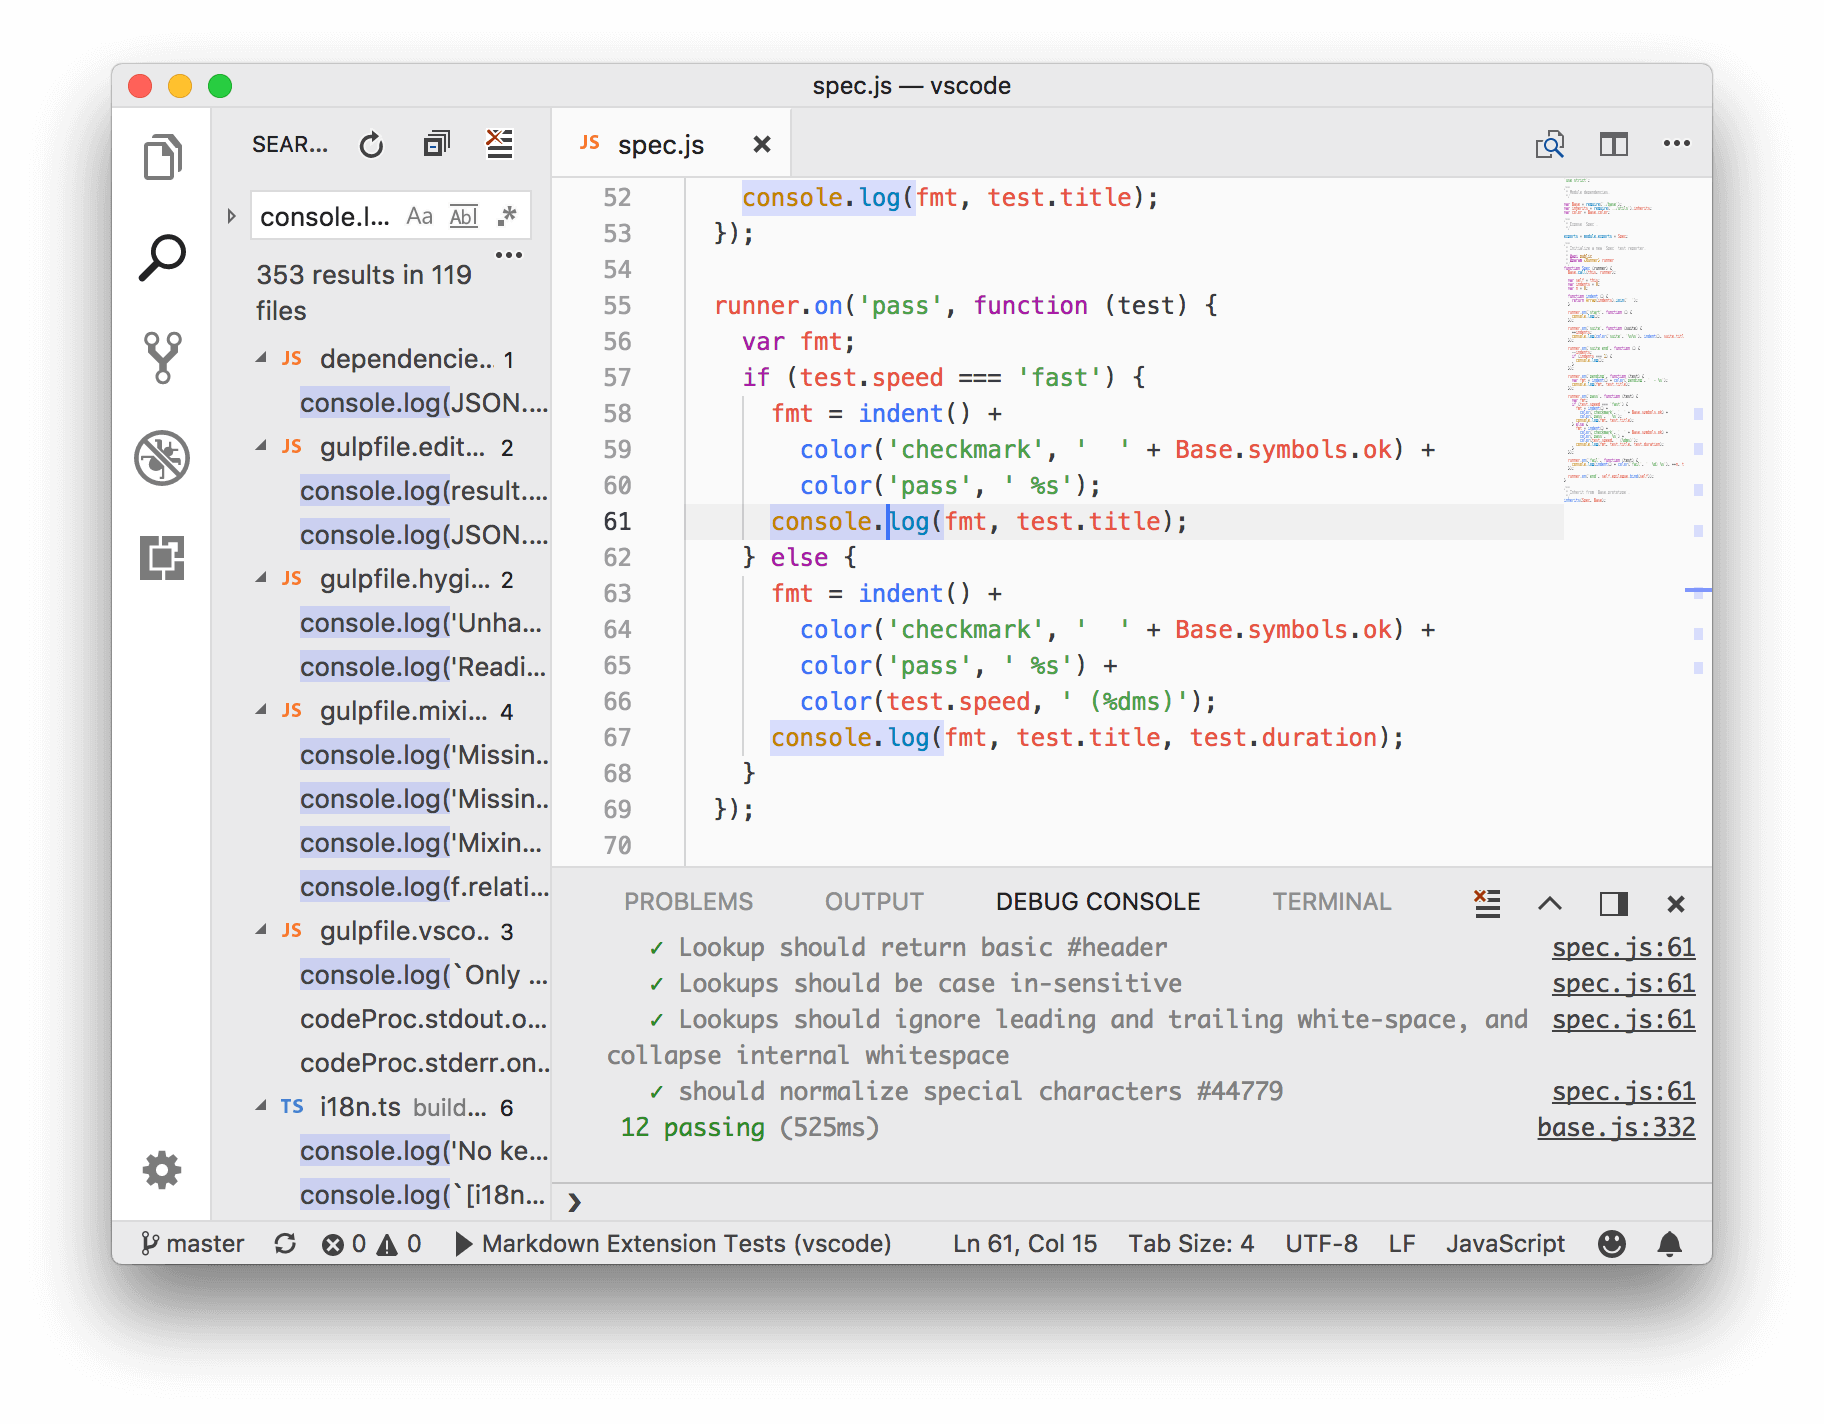 spec.js — vscode
SEAR...
console.l... Aa Abl .*
353 results in 119
files
JS dependencie... 1
console.log(JSON....
JS gulpfile.edit... 2
console.log(result....
console.log(JSON....
JS gulpfile.hygi... 2
console.log('Unha...
console.log('Readi...
JS gulpfile.mixi... 4
console.log('Missin...
console.log('Missin...
console.log('Mixin...
console.log(f.relati...
JS gulpfile.vsco... 3
console.log(`Only ...
codeProc.stdout.o...
codeProc.stderr.on...
TS i18n.ts build... 6
console.log('No ke...
console.log(`[i18n...
JS spec.js
52 console.log(fmt, test.title);
53 });
54
55 runner.on('pass', function (test) {
56 var fmt;
57 if (test.speed === 'fast') {
58 fmt = indent() +
59 color('checkmark', '  ' + Base.symbols.ok) +
60 color('pass', ' %s');
61 console.log(fmt, test.title);
62 } else {
63 fmt = indent() +
64 color('checkmark', '  ' + Base.symbols.ok) +
65 color('pass', ' %s') +
66 color(test.speed, ' (%dms)');
67 console.log(fmt, test.title, test.duration);
68 }
69 });
70
PROBLEMS OUTPUT DEBUG CONSOLE TERMINAL
✓ Lookup should return basic #header spec.js:61
✓ Lookups should be case in-sensitive spec.js:61
✓ Lookups should ignore leading and trailing white-space, and spec.js:61
collapse internal whitespace
✓ should normalize special characters #44779 spec.js:61
12 passing (525ms) base.js:332
❯
master 0 0 Markdown Extension Tests (vscode) Ln 61, Col 15 Tab Size: 4 UTF-8 LF JavaScript